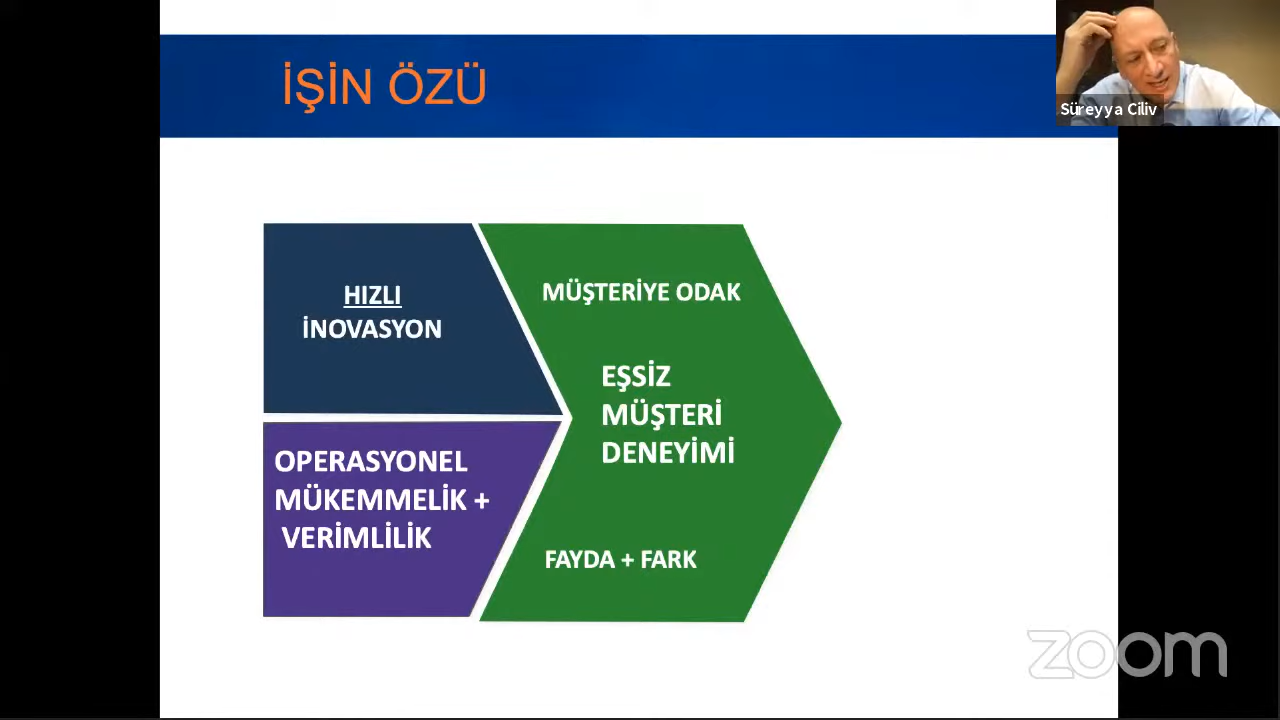 İŞİN ÖZÜ
Süreyya Ciliv
HIZLI
İNOVASYON
OPERASYONEL
MÜKEMMELİK +
VERİMLİLİK
MÜŞTERİYE ODAK
EŞSİZ
MÜŞTERİ
DENEYİMİ
FAYDA + FARK
zoom